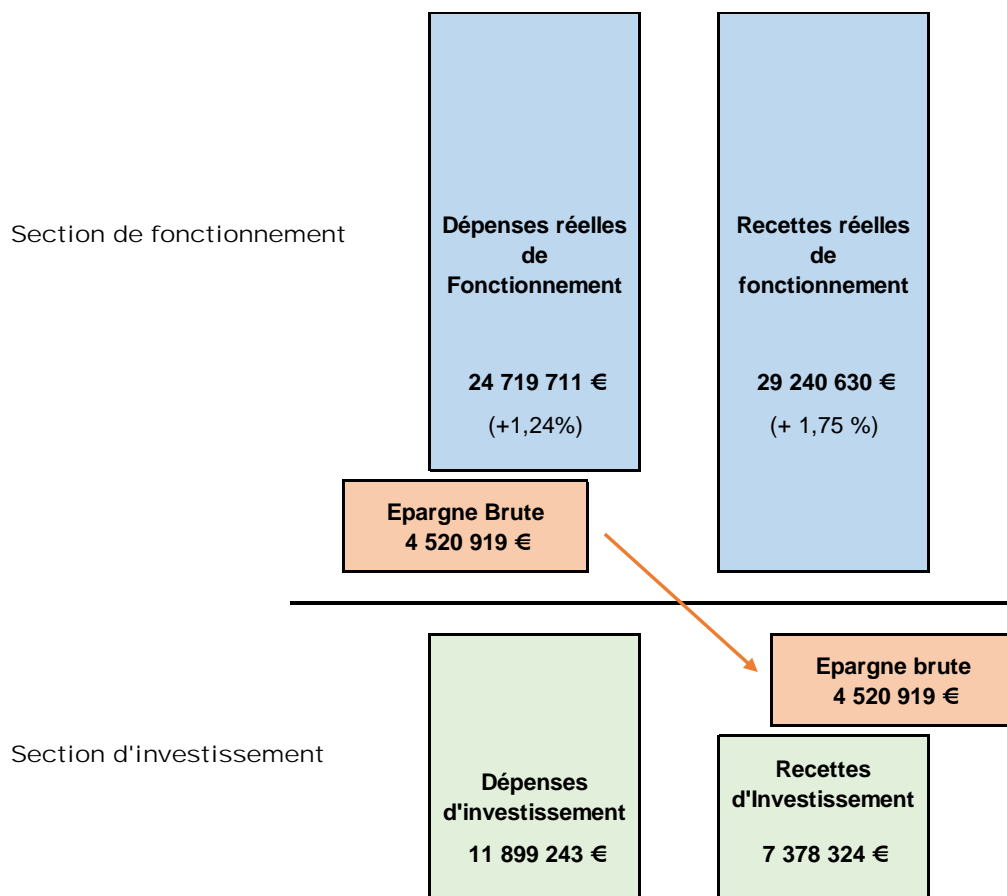 Section de fonctionnement
Dépenses réelles
de
Fonctionnement
24 719 711 €
(+1,24%)
Recettes réelles
de
fonctionnement
29 240 630 €
(+ 1,75 %)
Epargne Brute
4 520 919 €
Epargne brute
4 520 919 €
Section d'investissement
Dépenses
d'investissement
11 899 243 €
Recettes
d'Investissement
7 378 324 €